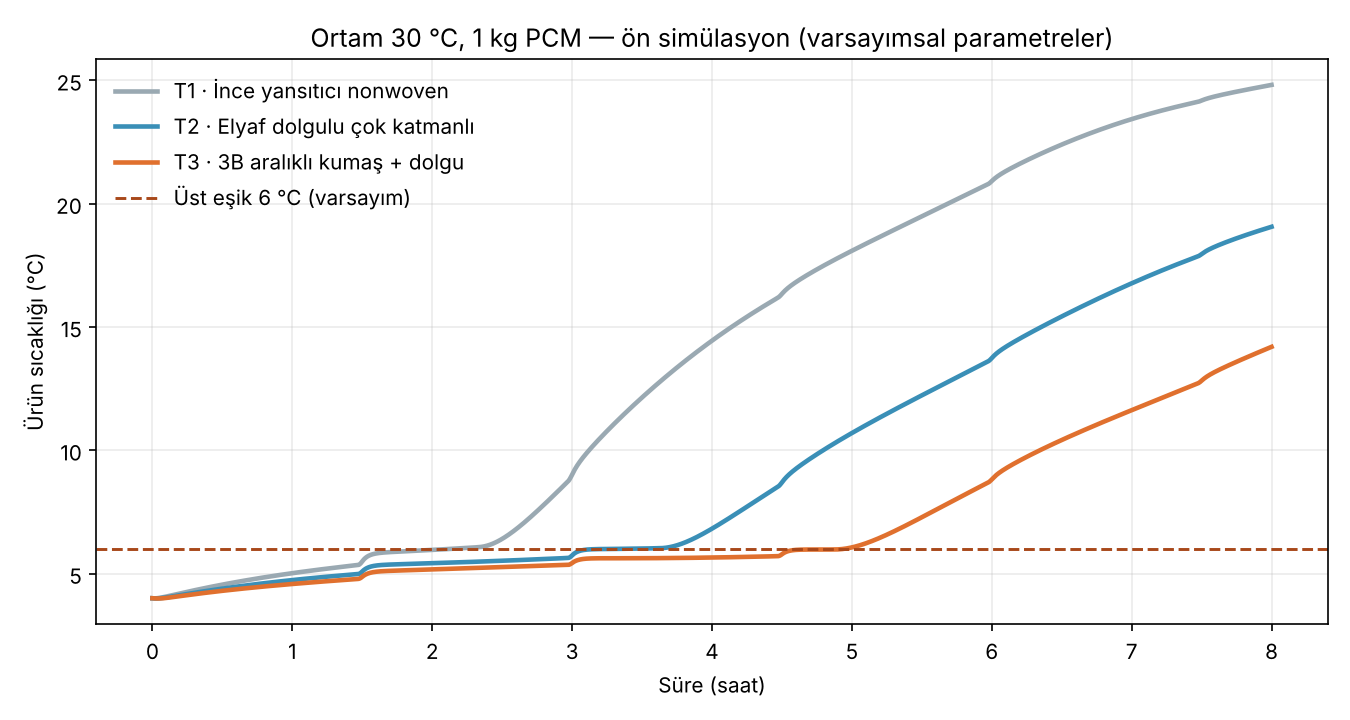 Ortam 30 °C, 1 kg PCM — ön simülasyon (varsayımsal parametreler)
T1 · İnce yansıtıcı nonwoven
T2 · Elyaf dolgulu çok katmanlı
T3 · 3B aralıklı kumaş + dolgu
Üst eşik 6 °C (varsayım)
Ürün sıcaklığı (°C)
25
20
15
10
5
0 1 2 3 4 5 6 7 8
Süre (saat)